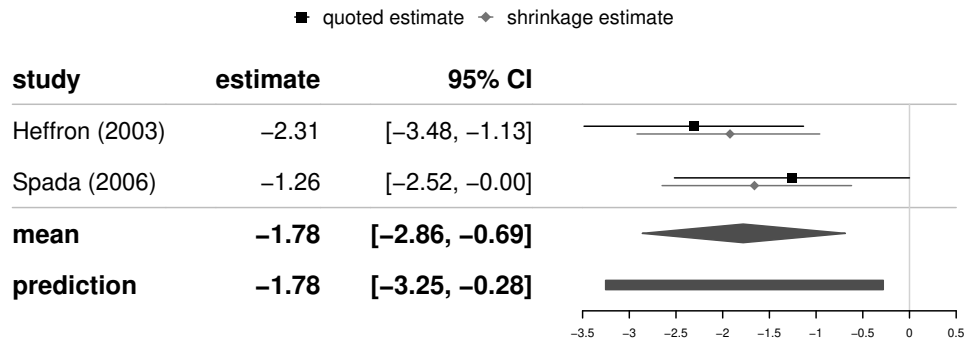 quoted estimate shrinkage estimate
study estimate 95% CI
Heffron (2003) −2.31 [−3.48, −1.13]
Spada (2006) −1.26 [−2.52, −0.00]
mean −1.78 [−2.86, −0.69]
prediction −1.78 [−3.25, −0.28]
−3.5 −3 −2.5 −2 −1.5 −1 −0.5 0 0.5